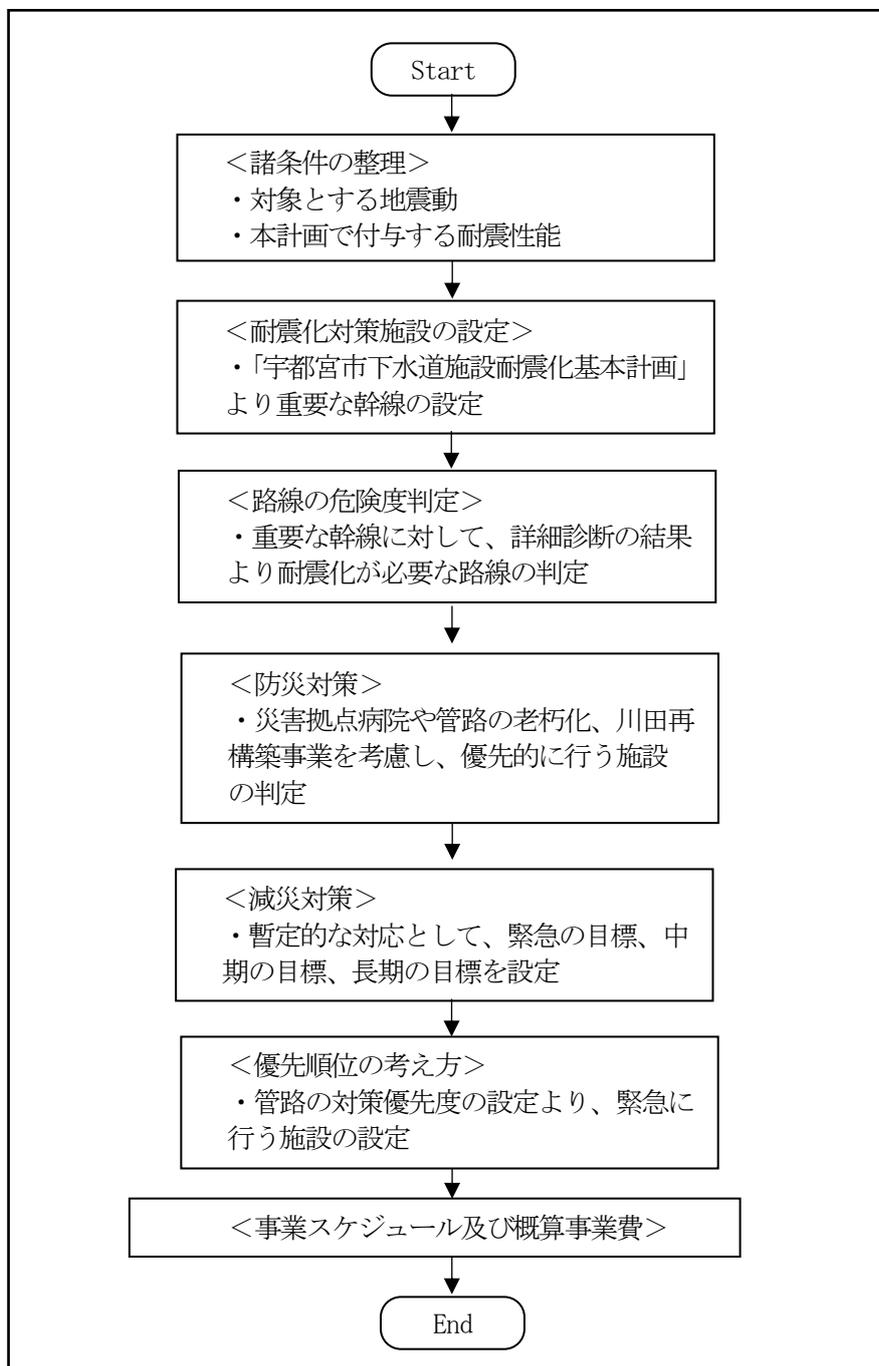 Start
＜諸条件の整理＞
・対象とする地震動
・本計画で付与する耐震性能
＜耐震化対策施設の設定＞
・「宇都宮市下水道施設耐震化基本計画」
より重要な幹線の設定
＜路線の危険度判定＞
・重要な幹線に対して、詳細診断の結果
より耐震化が必要な路線の判定
＜防災対策＞
・災害拠点病院や管路の老朽化、川田再
構築事業を考慮し、優先的に行う施設
の判定
＜減災対策＞
・暫定的な対応として、緊急の目標、中
期の目標、長期の目標を設定
＜優先順位の考え方＞
・管路の対策優先度の設定より、緊急に
行う施設の設定
＜事業スケジュール及び概算事業費＞
End